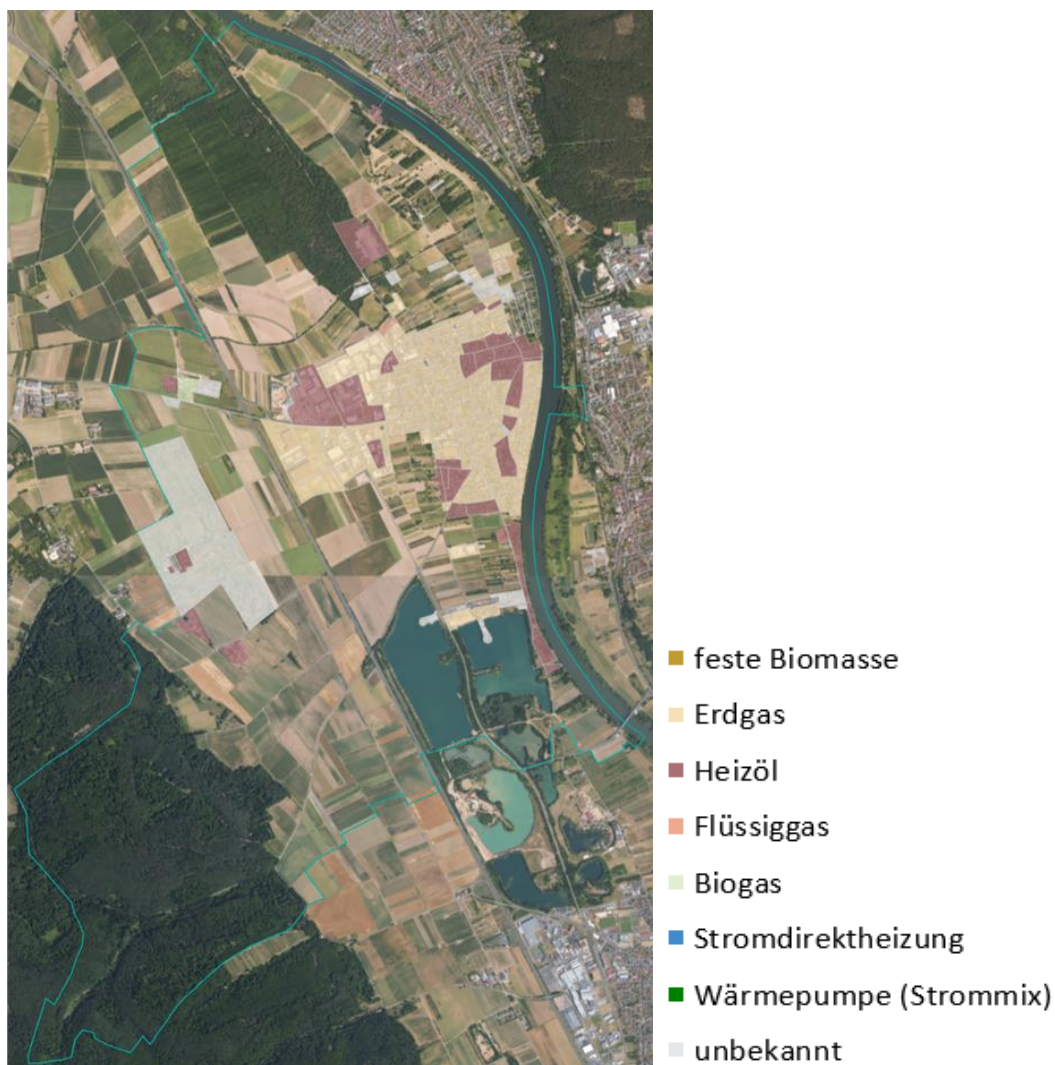 feste Biomasse
Erdgas
Heizöl
Flüssiggas
Biogas
Stromdirektheizung
Wärmepumpe (Strommix)
unbekannt